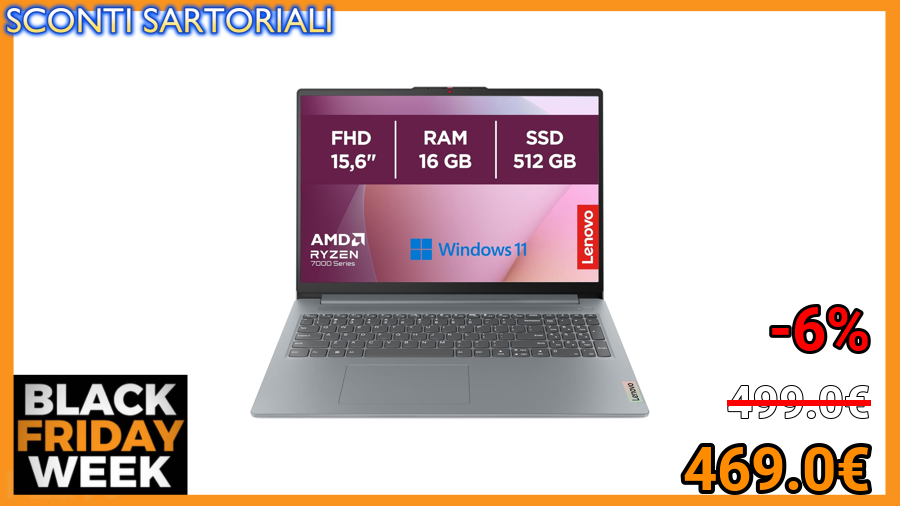 SCONTI SARTORIALI
FHD
15,6"
RAM
16 GB
SSD
512 GB
AMD
RYZEN
7000 Series
Windows 11
Lenovo
Lenovo
-6%
499.0€
469.0€
BLACK
FRIDAY
WEEK